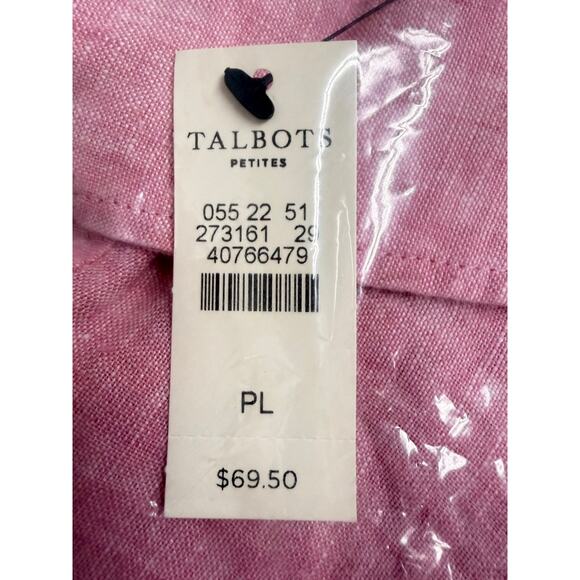 TALBOTS
PETITES
055 22 51
273161 29
40766479
PL
$69.50